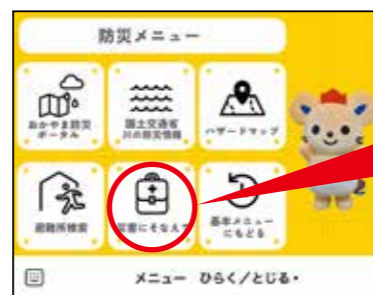 防災メニュー
おかやま防災
ポータル
国土交通省
川の防災情報
ハザードマップ
避難所検索
災害にそなえて
基本メニュー
にもどる
メニュー ひらく/とじる・